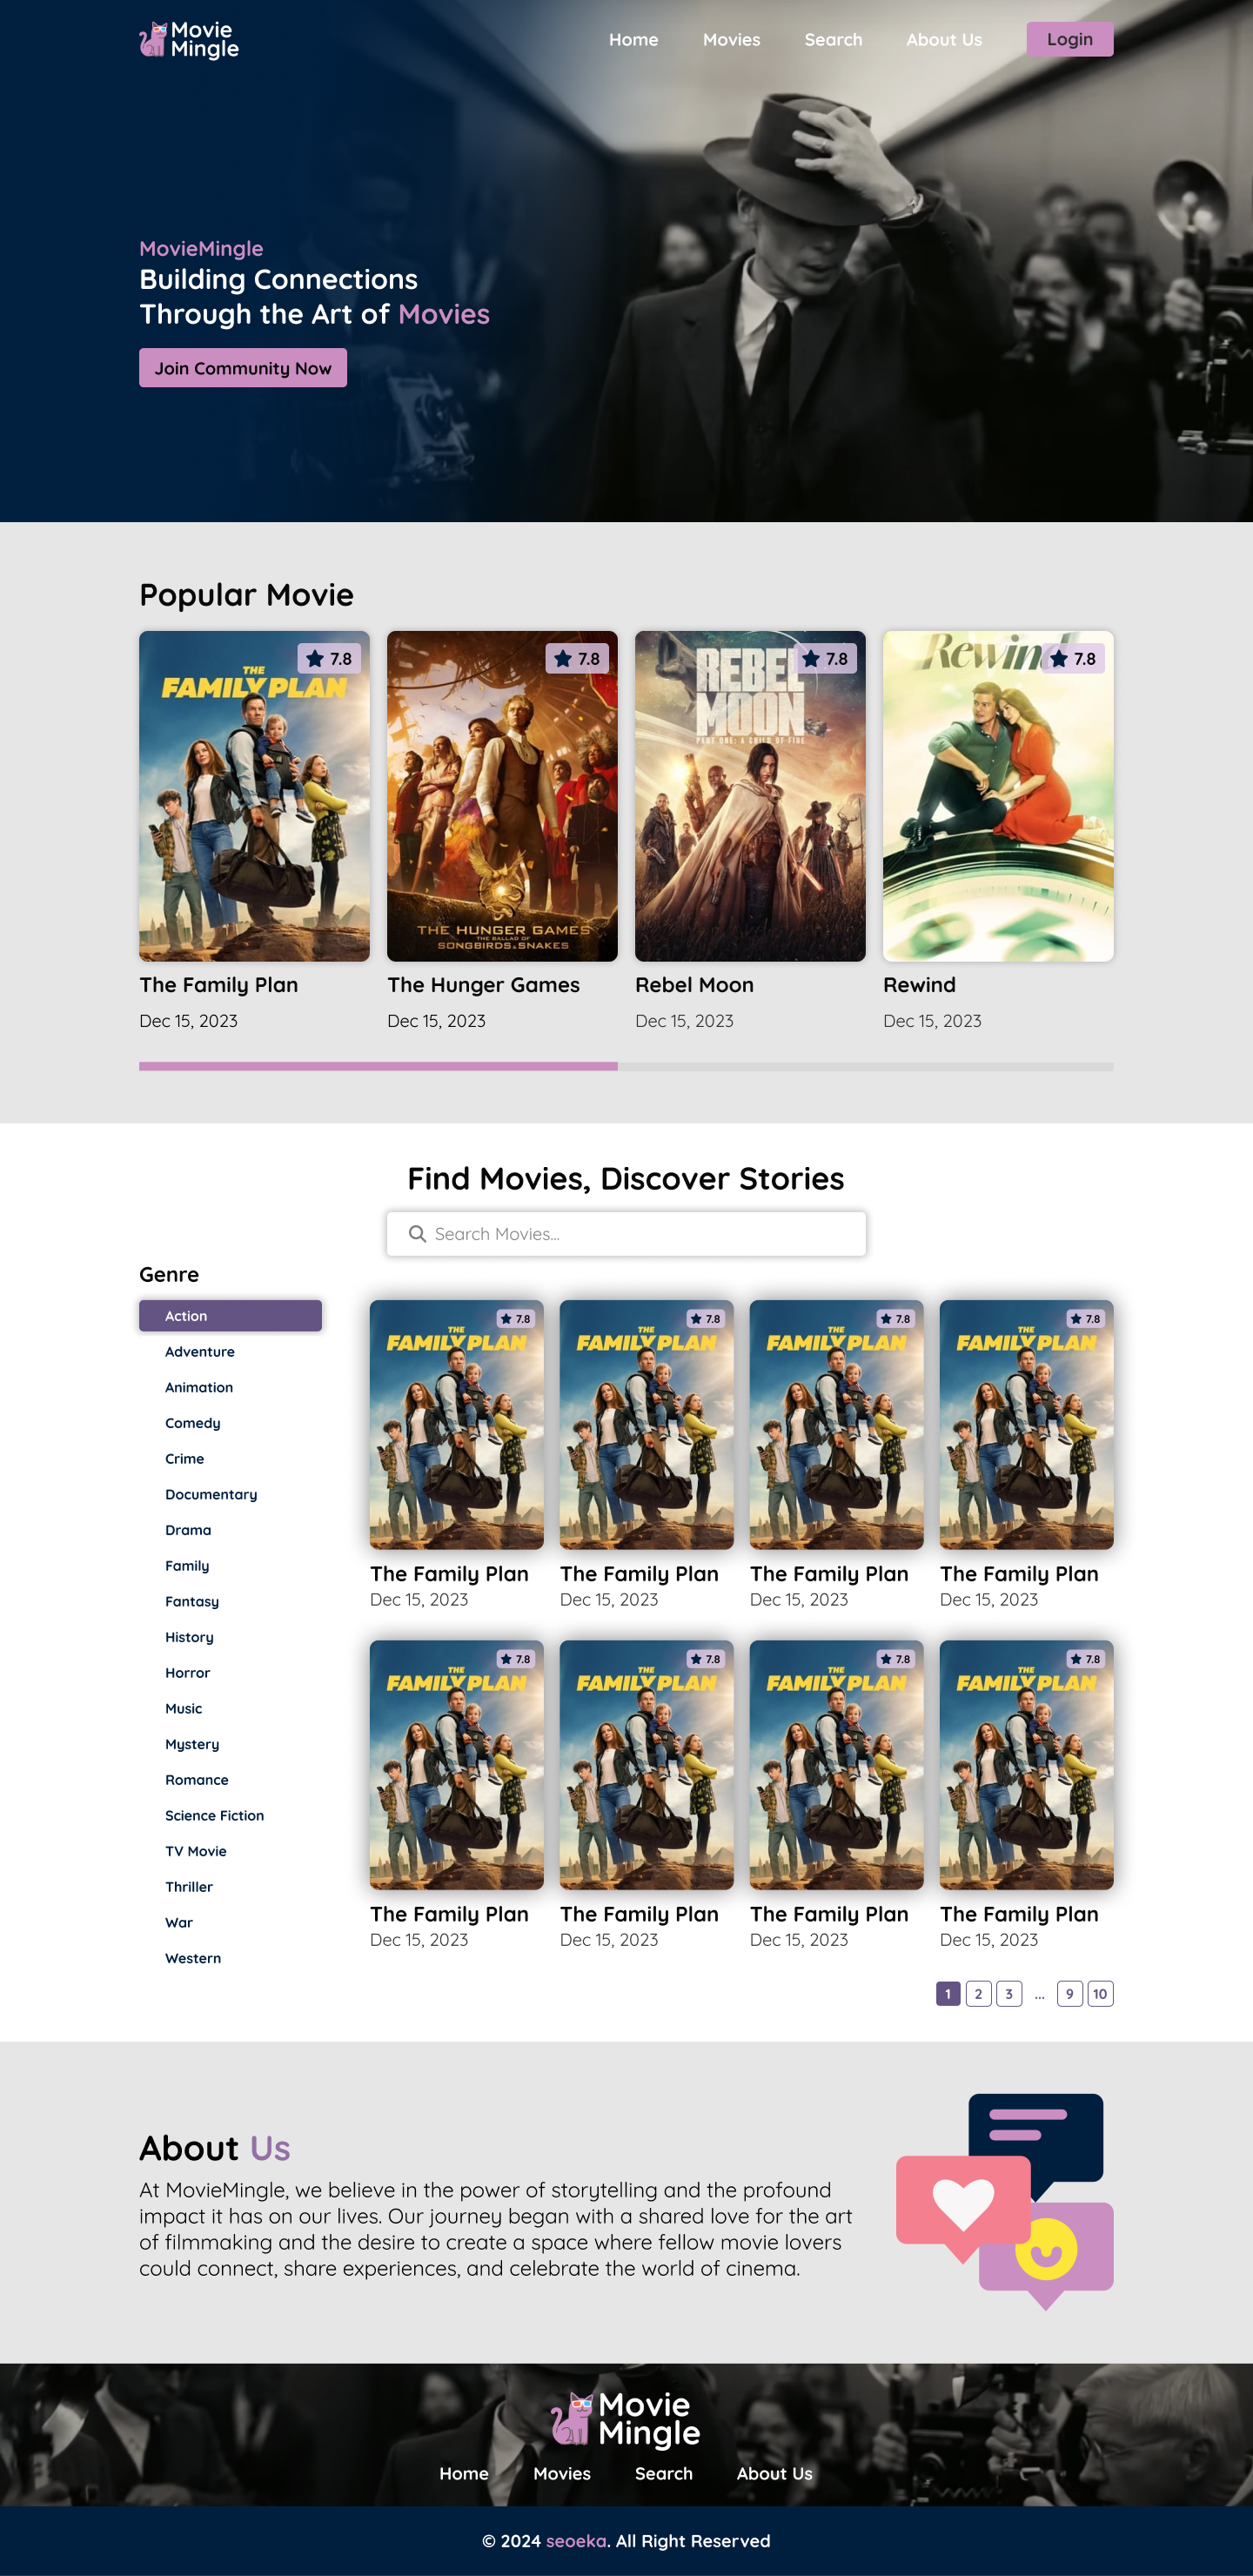 Movie
Mingle
Home Movies Search About Us Login
MovieMingle
Building Connections
Through the Art of Movies
Join Community Now
Popular Movie
7.8 7.8 7.8 7.8
THE
FAMILY PLAN
THE HUNGER GAMES
THE BALLAD OF
SONGBIRDS & SNAKES
REBEL
MOON
PART ONE: A CHILD OF FIRE
Rewind
The Family Plan The Hunger Games Rebel Moon Rewind
Dec 15, 2023 Dec 15, 2023 Dec 15, 2023 Dec 15, 2023
Find Movies, Discover Stories
Search Movies...
Genre
Action
Adventure
Animation
Comedy
Crime
Documentary
Drama
Family
Fantasy
History
Horror
Music
Mystery
Romance
Science Fiction
TV Movie
Thriller
War
Western
7.8 7.8 7.8 7.8
THE THE THE THE
FAMILY PLAN FAMILY PLAN FAMILY PLAN FAMILY PLAN
The Family Plan The Family Plan The Family Plan The Family Plan
Dec 15, 2023 Dec 15, 2023 Dec 15, 2023 Dec 15, 2023
7.8 7.8 7.8 7.8
THE THE THE THE
FAMILY PLAN FAMILY PLAN FAMILY PLAN FAMILY PLAN
The Family Plan The Family Plan The Family Plan The Family Plan
Dec 15, 2023 Dec 15, 2023 Dec 15, 2023 Dec 15, 2023
1 2 3 ... 9 10
About Us
At MovieMingle, we believe in the power of storytelling and the profound
impact it has on our lives. Our journey began with a shared love for the art
of filmmaking and the desire to create a space where fellow movie lovers
could connect, share experiences, and celebrate the world of cinema.
Movie
Mingle
Home Movies Search About Us
© 2024 seoeka. All Right Reserved